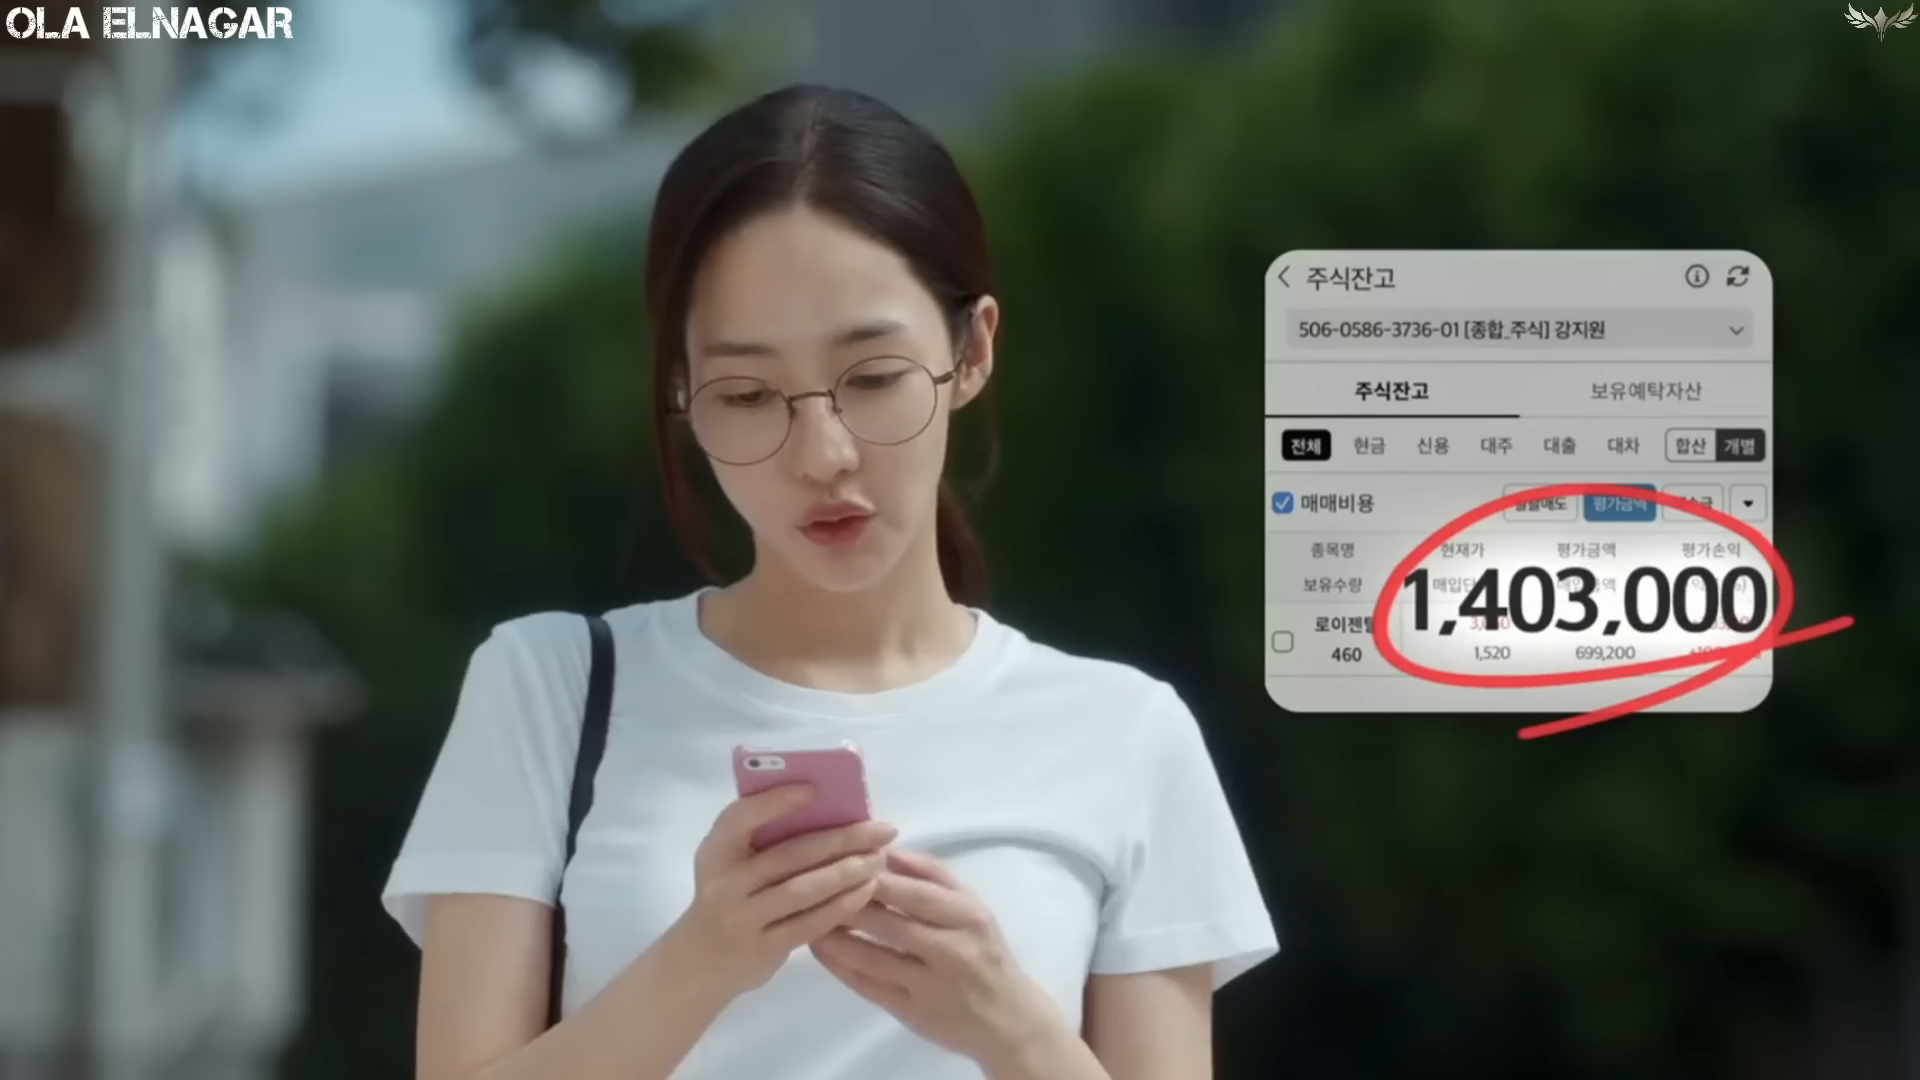 OLA ELNAGAR
주식잔고
506-0586-3736-01 [종합_주식] 강지원
주식잔고 보유예탁자산
전체 현금 신용 대주 대출 대차 합산 개별
매매비용 평가금액
종목명 현재가 평가금액 평가손익
보유수량
1,403,000
로이젠탈
460 1,520 699,200